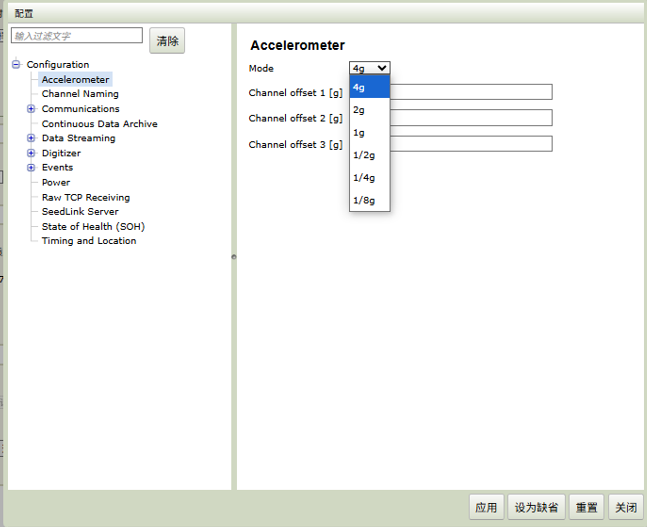 配置
输入过滤文字
清除
Configuration
Accelerometer
Channel Naming
Communications
Continuous Data Archive
Data Streaming
Digitizer
Events
Power
Raw TCP Receiving
SeedLink Server
State of Health (SOH)
Timing and Location
Accelerometer
Mode
4g
4g
2g
1g
1/2g
1/4g
1/8g
Channel offset 1 [g]
Channel offset 2 [g]
Channel offset 3 [g]
应用
设为缺省
重置
关闭